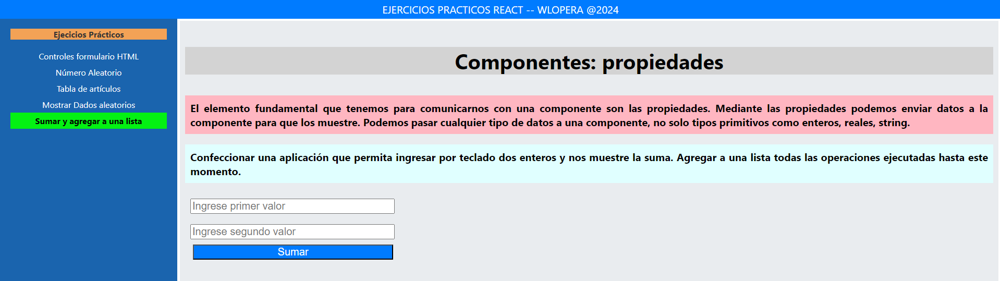 EJERCICIOS PRACTICOS REACT -- WLOPERA @2024
Ejecicios Prácticos
Controles formulario HTML
Número Aleatorio
Tabla de artículos
Mostrar Dados aleatorios
Sumar y agregar a una lista
Componentes: propiedades
El elemento fundamental que tenemos para comunicarnos con una componente son las propiedades. Mediante las propiedades podemos enviar datos a la
componente para que los muestre. Podemos pasar cualquier tipo de datos a una componente, no solo tipos primitivos como enteros, reales, string.
Confeccionar una aplicación que permita ingresar por teclado dos enteros y nos muestre la suma. Agregar a una lista todas las operaciones ejecutadas hasta este
momento.
Ingrese primer valor
Ingrese segundo valor
Sumar